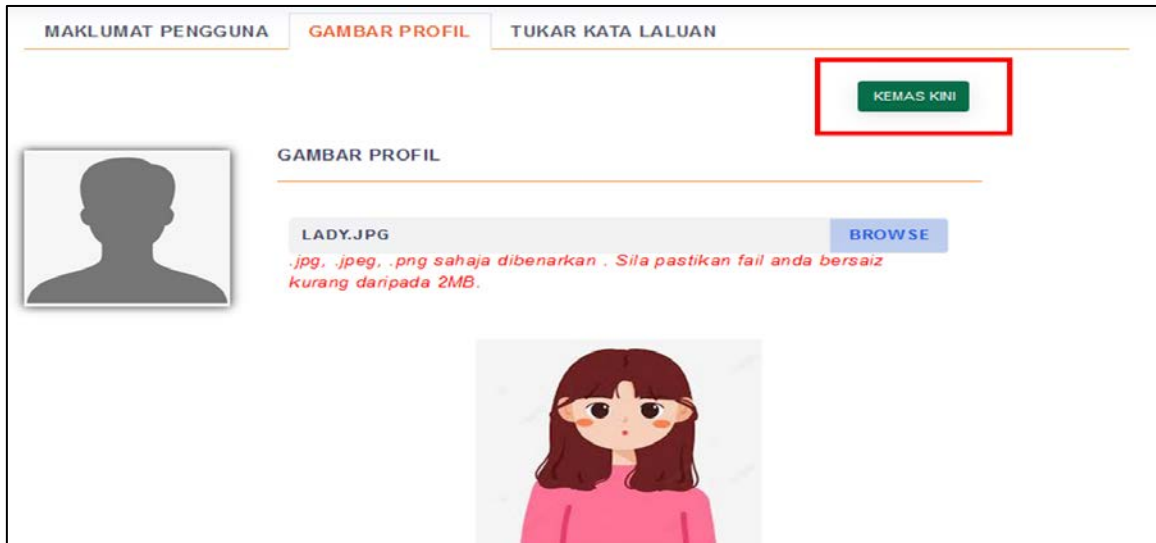 MAKLUMAT PENGGUNA GAMBAR PROFIL TUKAR KATA LALUAN
KEMAS KINI
GAMBAR PROFIL
LADY.JPG BROWSE
.jpg, .jpeg, .png sahaja dibenarkan . Sila pastikan fail anda bersaiz
kurang daripada 2MB.